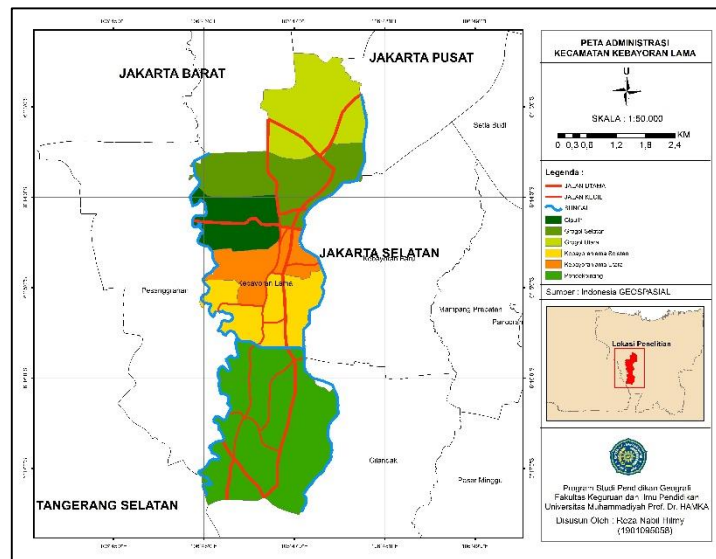 JAKARTA BARAT
JAKARTA PUSAT
Setia Budi
JAKARTA SELATAN
Kebayoran Baru
Pesanggrahan
Kebayoran Lama
Mampang Prapatan
Pancoran
Cilandak
Pasar Minggu
TANGERANG SELATAN
PETA ADMINISTRASI
KECAMATAN KEBAYORAN LAMA
U
SKALA : 1:50.000
KM
0 0,3 0,6 1,2 1,8 2,4
Legenda :
JALAN UTAMA
JALAN KECIL
SUNGAI
Cipulir
Grogol Selatan
Grogol Utara
Kebayoran Lama Selatan
Kebayoran Lama Utara
Pondok Pinang
Sumber : Indonesia GEOSPASIAL
Lokasi Penelitian
Program Studi Pendidikan Geografi
Fakultas Keguruan dan Ilmu Pendidikan
Universitas Muhammadiyah Prof. Dr. HAMKA
Disusun Oleh : Reza Nabil Hilmy
(1901095058)